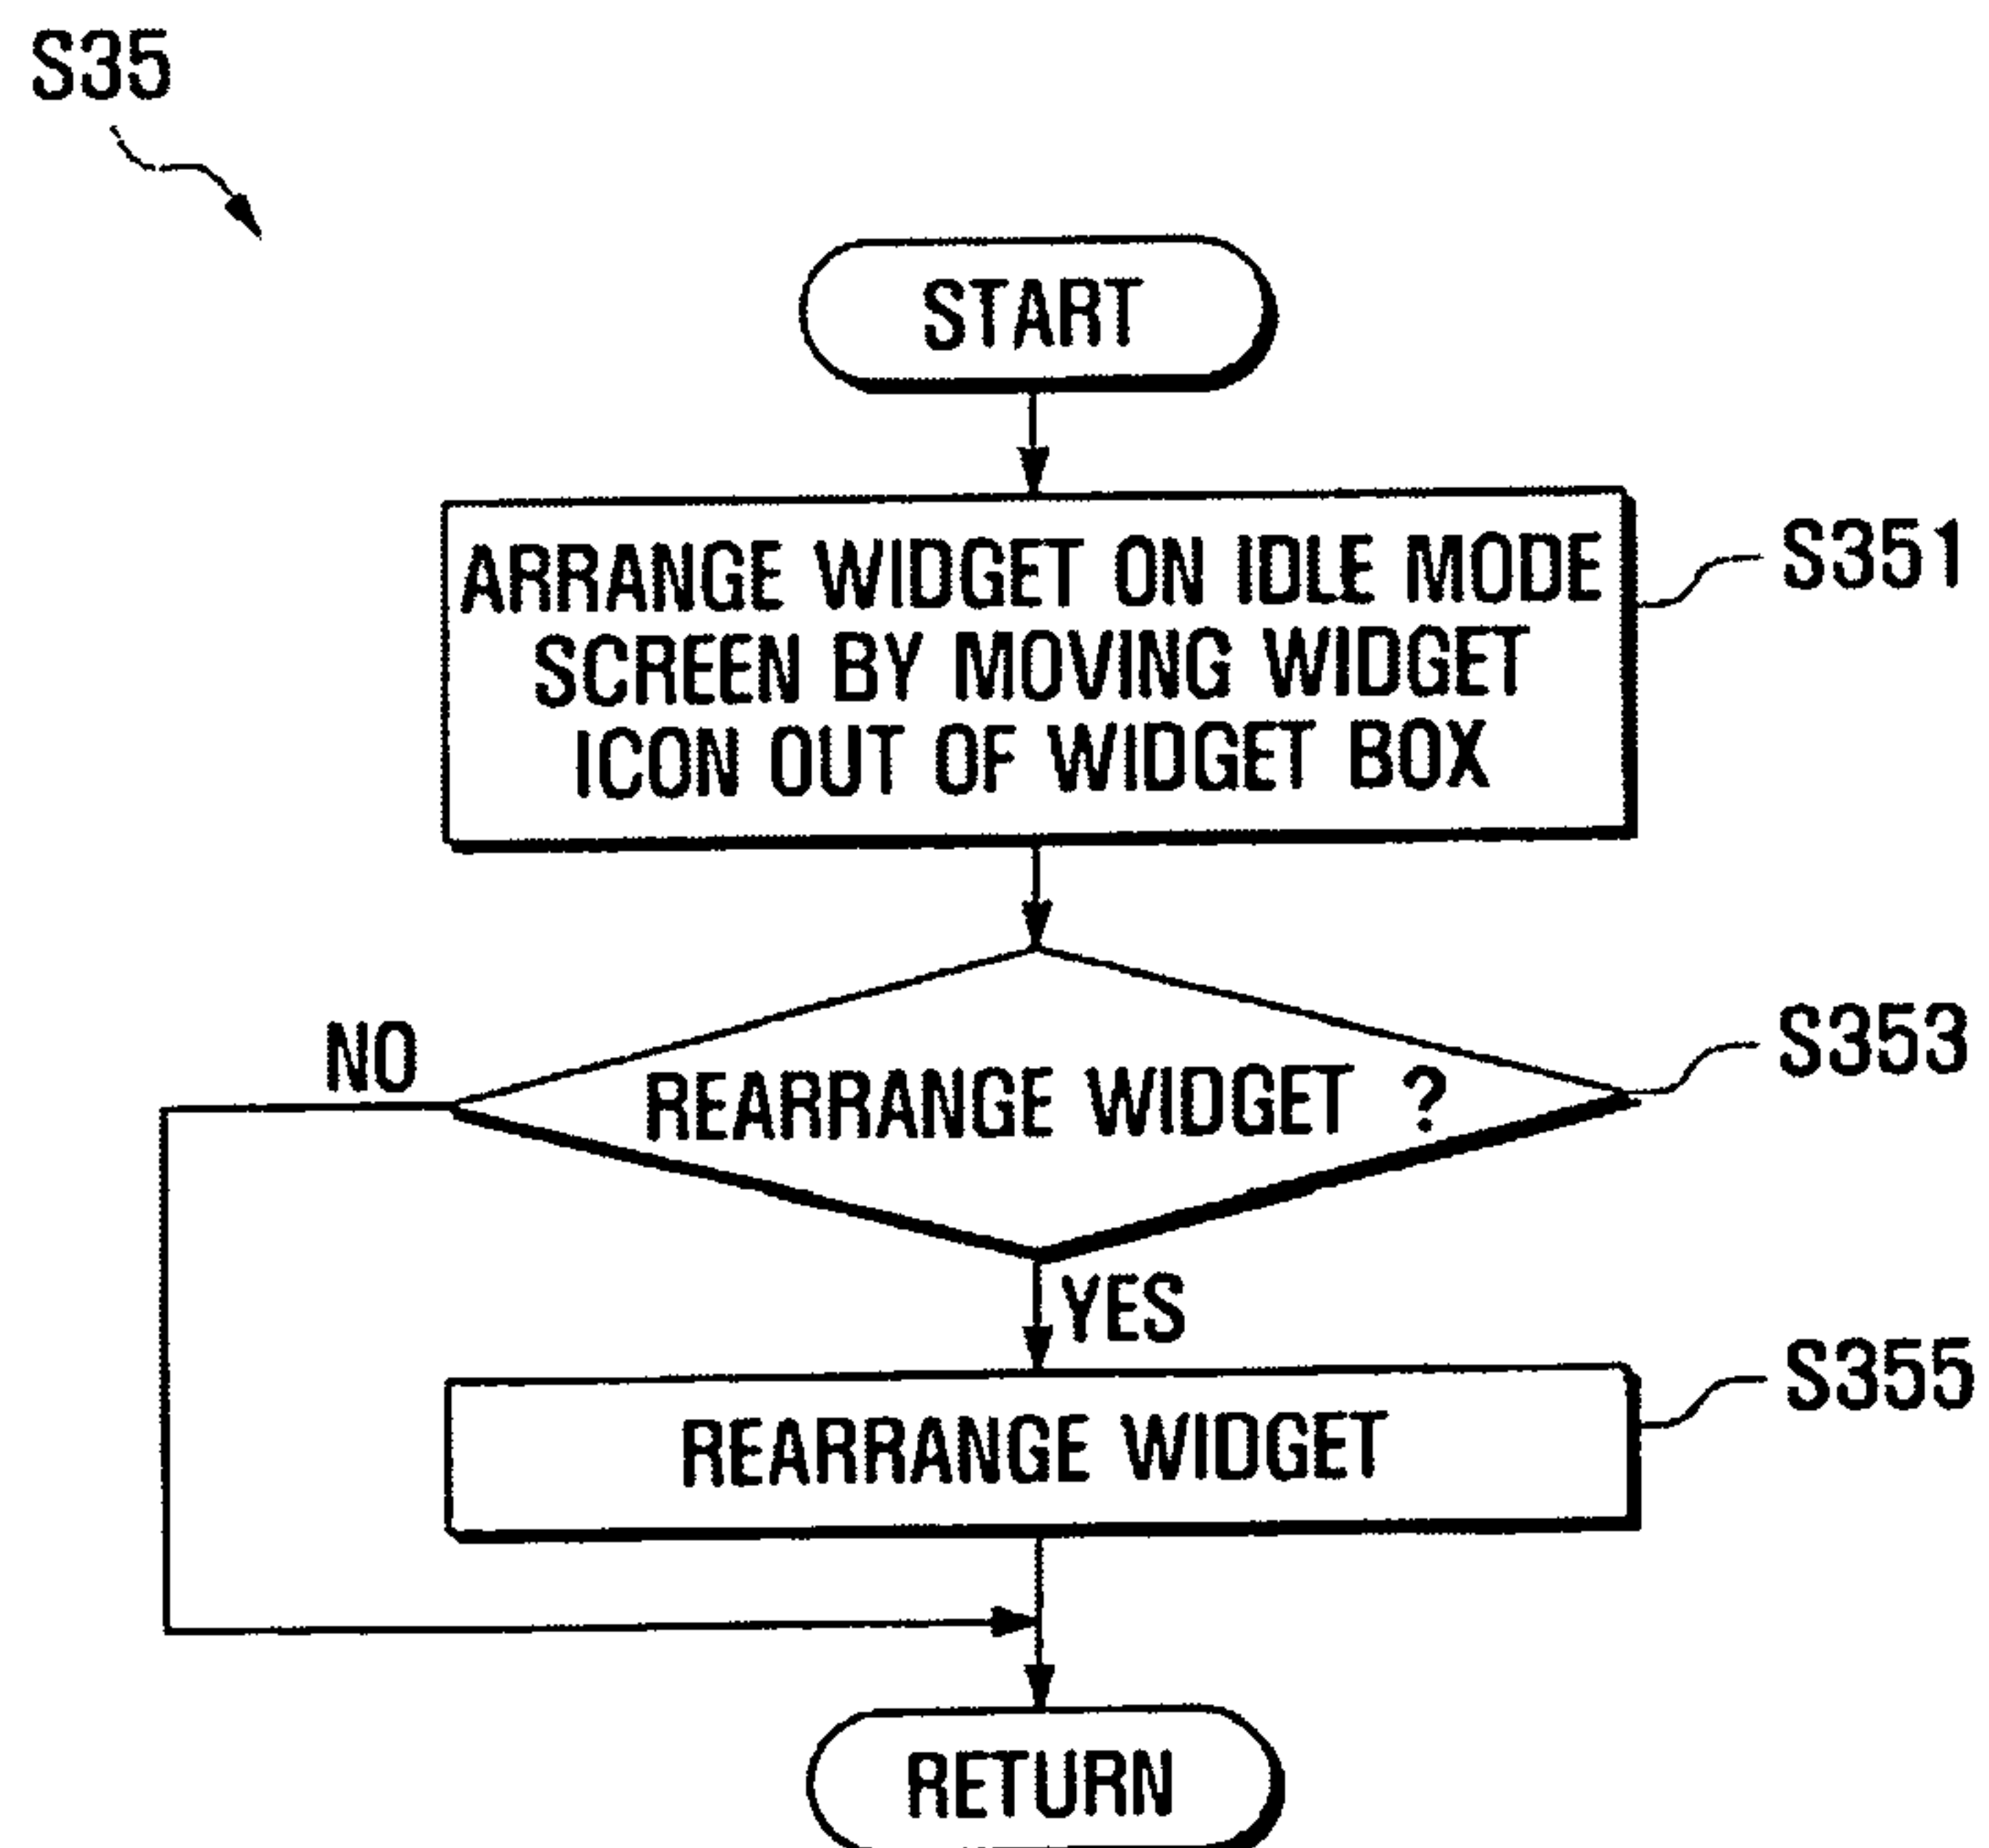 S35
START
ARRANGE WIDGET ON IDLE MODE
SCREEN BY MOVING WIDGET
ICON OUT OF WIDGET BOX
S351
REARRANGE WIDGET ?
S353
NO
YES
REARRANGE WIDGET
S355
RETURN